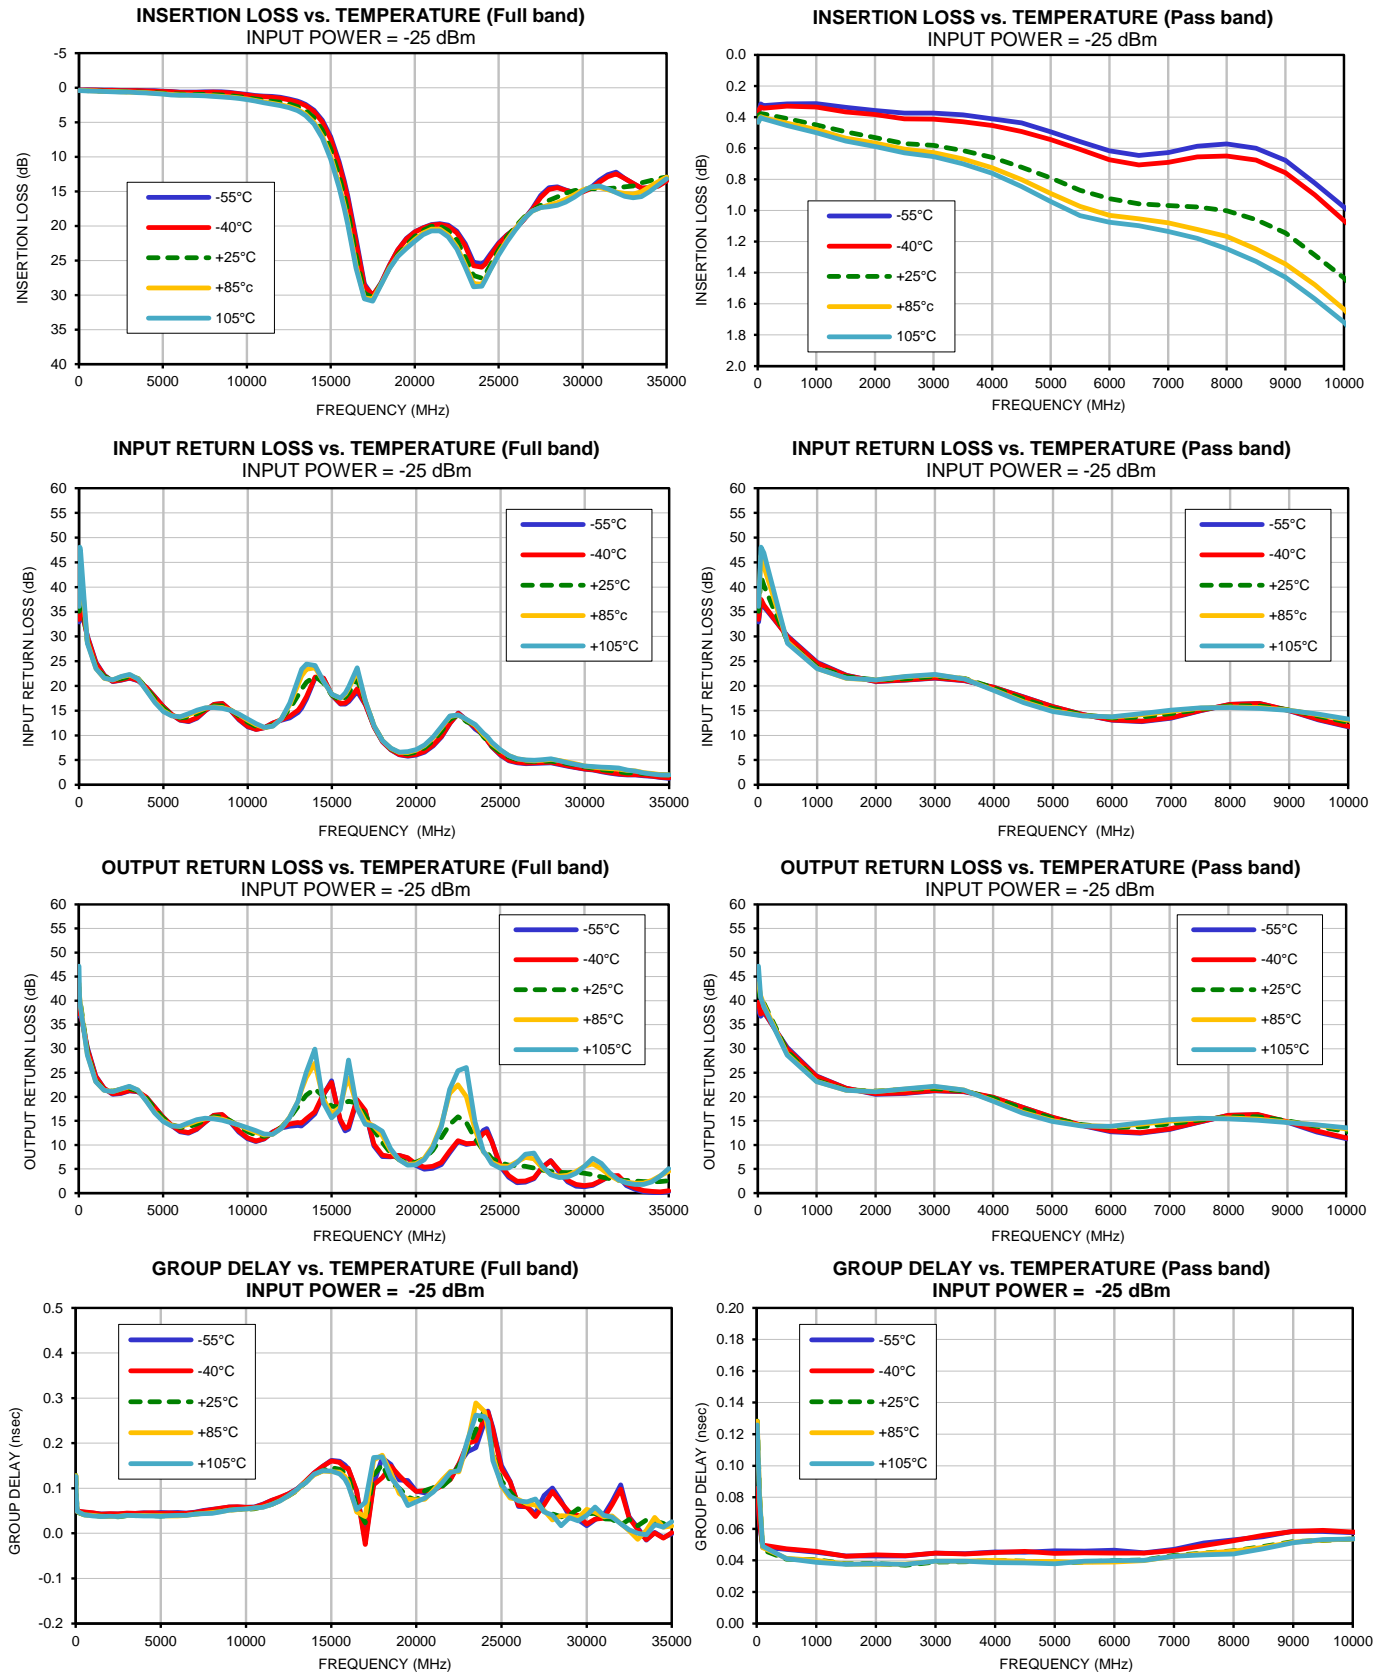 INSERTION LOSS vs. TEMPERATURE (Full band)
INPUT POWER = -25 dBm
-5
0
5
10
15
20
25
30
35
40
INSERTION LOSS (dB)
-55°C
-40°C
+25°C
+85°c
105°C
0 5000 10000 15000 20000 25000 30000 35000
FREQUENCY (MHz)
INSERTION LOSS vs. TEMPERATURE (Pass band)
INPUT POWER = -25 dBm
0.0
0.2
0.4
0.6
0.8
1.0
1.2
1.4
1.6
1.8
2.0
INSERTION LOSS (dB)
-55°C
-40°C
+25°C
+85°c
105°C
0 1000 2000 3000 4000 5000 6000 7000 8000 9000 10000
FREQUENCY (MHz)
INPUT RETURN LOSS vs. TEMPERATURE (Full band)
INPUT POWER = -25 dBm
60
55
50
45
40
35
30
25
20
15
10
5
0
INPUT RETURN LOSS (dB)
-55°C
-40°C
+25°C
+85°c
+105°C
0 5000 10000 15000 20000 25000 30000 35000
FREQUENCY (MHz)
INPUT RETURN LOSS vs. TEMPERATURE (Pass band)
INPUT POWER = -25 dBm
60
55
50
45
40
35
30
25
20
15
10
5
0
INPUT RETURN LOSS (dB)
-55°C
-40°C
+25°C
+85°c
+105°C
0 1000 2000 3000 4000 5000 6000 7000 8000 9000 10000
FREQUENCY (MHz)
OUTPUT RETURN LOSS vs. TEMPERATURE (Full band)
INPUT POWER = -25 dBm
60
55
50
45
40
35
30
25
20
15
10
5
0
OUTPUT RETURN LOSS (dB)
-55°C
-40°C
+25°C
+85°C
+105°C
0 5000 10000 15000 20000 25000 30000 35000
FREQUENCY (MHz)
OUTPUT RETURN LOSS vs. TEMPERATURE (Pass band)
INPUT POWER = -25 dBm
60
55
50
45
40
35
30
25
20
15
10
5
0
OUTPUT RETURN LOSS (dB)
-55°C
-40°C
+25°C
+85°C
+105°C
0 1000 2000 3000 4000 5000 6000 7000 8000 9000 10000
FREQUENCY (MHz)
GROUP DELAY vs. TEMPERATURE (Full band)
INPUT POWER = -25 dBm
0.5
0.4
0.3
0.2
0.1
0.0
-0.1
-0.2
GROUP DELAY (nsec)
-55°C
-40°C
+25°C
+85°C
+105°C
0 5000 10000 15000 20000 25000 30000 35000
FREQUENCY (MHz)
GROUP DELAY vs. TEMPERATURE (Pass band)
INPUT POWER = -25 dBm
0.20
0.18
0.16
0.14
0.12
0.10
0.08
0.06
0.04
0.02
0.00
GROUP DELAY (nsec)
-55°C
-40°C
+25°C
+85°C
+105°C
0 1000 2000 3000 4000 5000 6000 7000 8000 9000 10000
FREQUENCY (MHz)